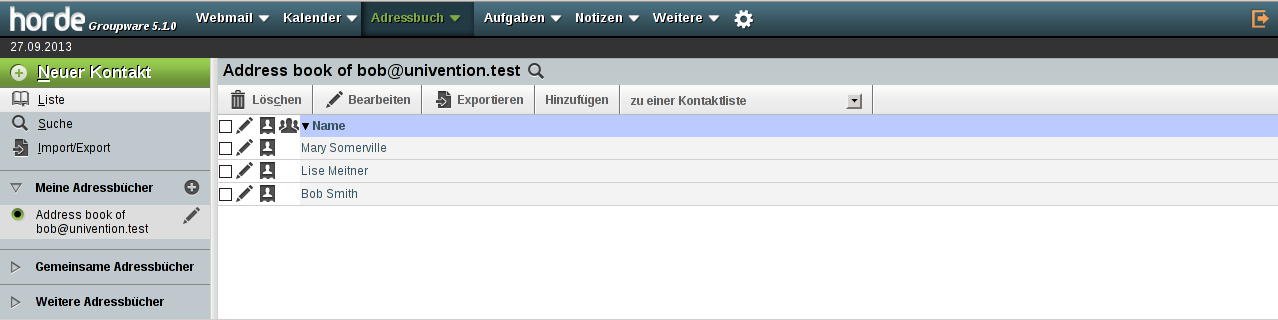 horde Groupware 5.1.0 Webmail Kalender Adressbuch Aufgaben Notizen Weitere
27.09.2013
Neuer Kontakt
Liste
Suche
Import/Export
Meine Adressbücher
Address book of
bob@univention.test
Gemeinsame Adressbücher
Weitere Adressbücher
Address book of bob@univention.test
Löschen Bearbeiten Exportieren Hinzufügen zu einer Kontaktliste
Name
Mary Somerville
Lise Meitner
Bob Smith